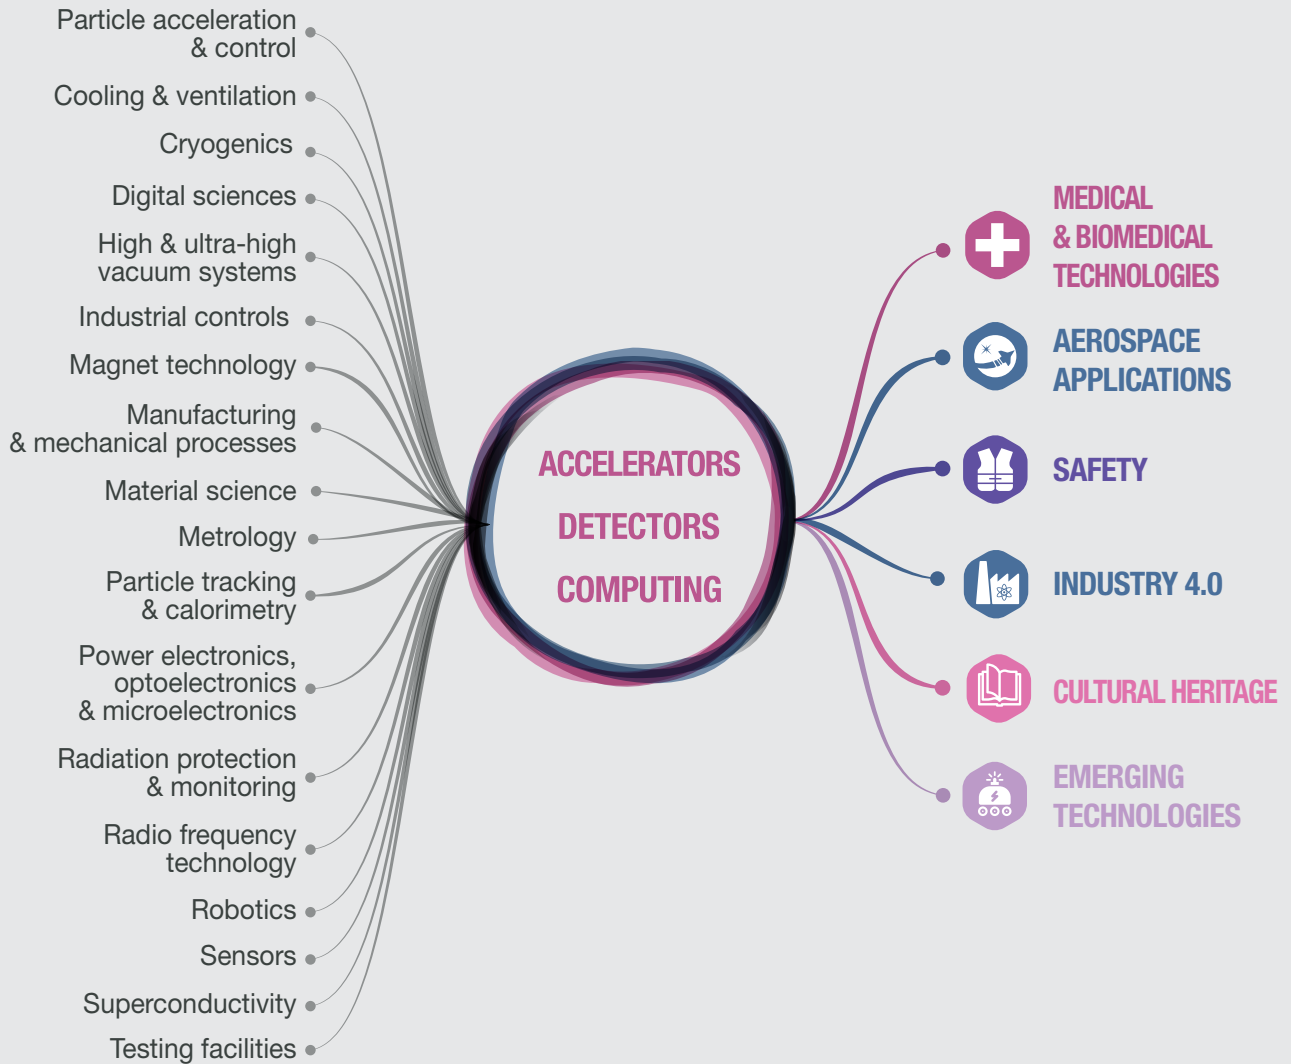 Particle acceleration
& control
Cooling & ventilation
Cryogenics
Digital sciences
High & ultra-high
vacuum systems
Industrial controls
Magnet technology
Manufacturing
& mechanical processes
Material science
Metrology
Particle tracking
& calorimetry
Power electronics,
optoelectronics
& microelectronics
Radiation protection
& monitoring
Radio frequency
technology
Robotics
Sensors
Superconductivity
Testing facilities
ACCELERATORS
DETECTORS
COMPUTING
MEDICAL
& BIOMEDICAL
TECHNOLOGIES
AEROSPACE
APPLICATIONS
SAFETY
INDUSTRY 4.0
CULTURAL HERITAGE
EMERGING
TECHNOLOGIES